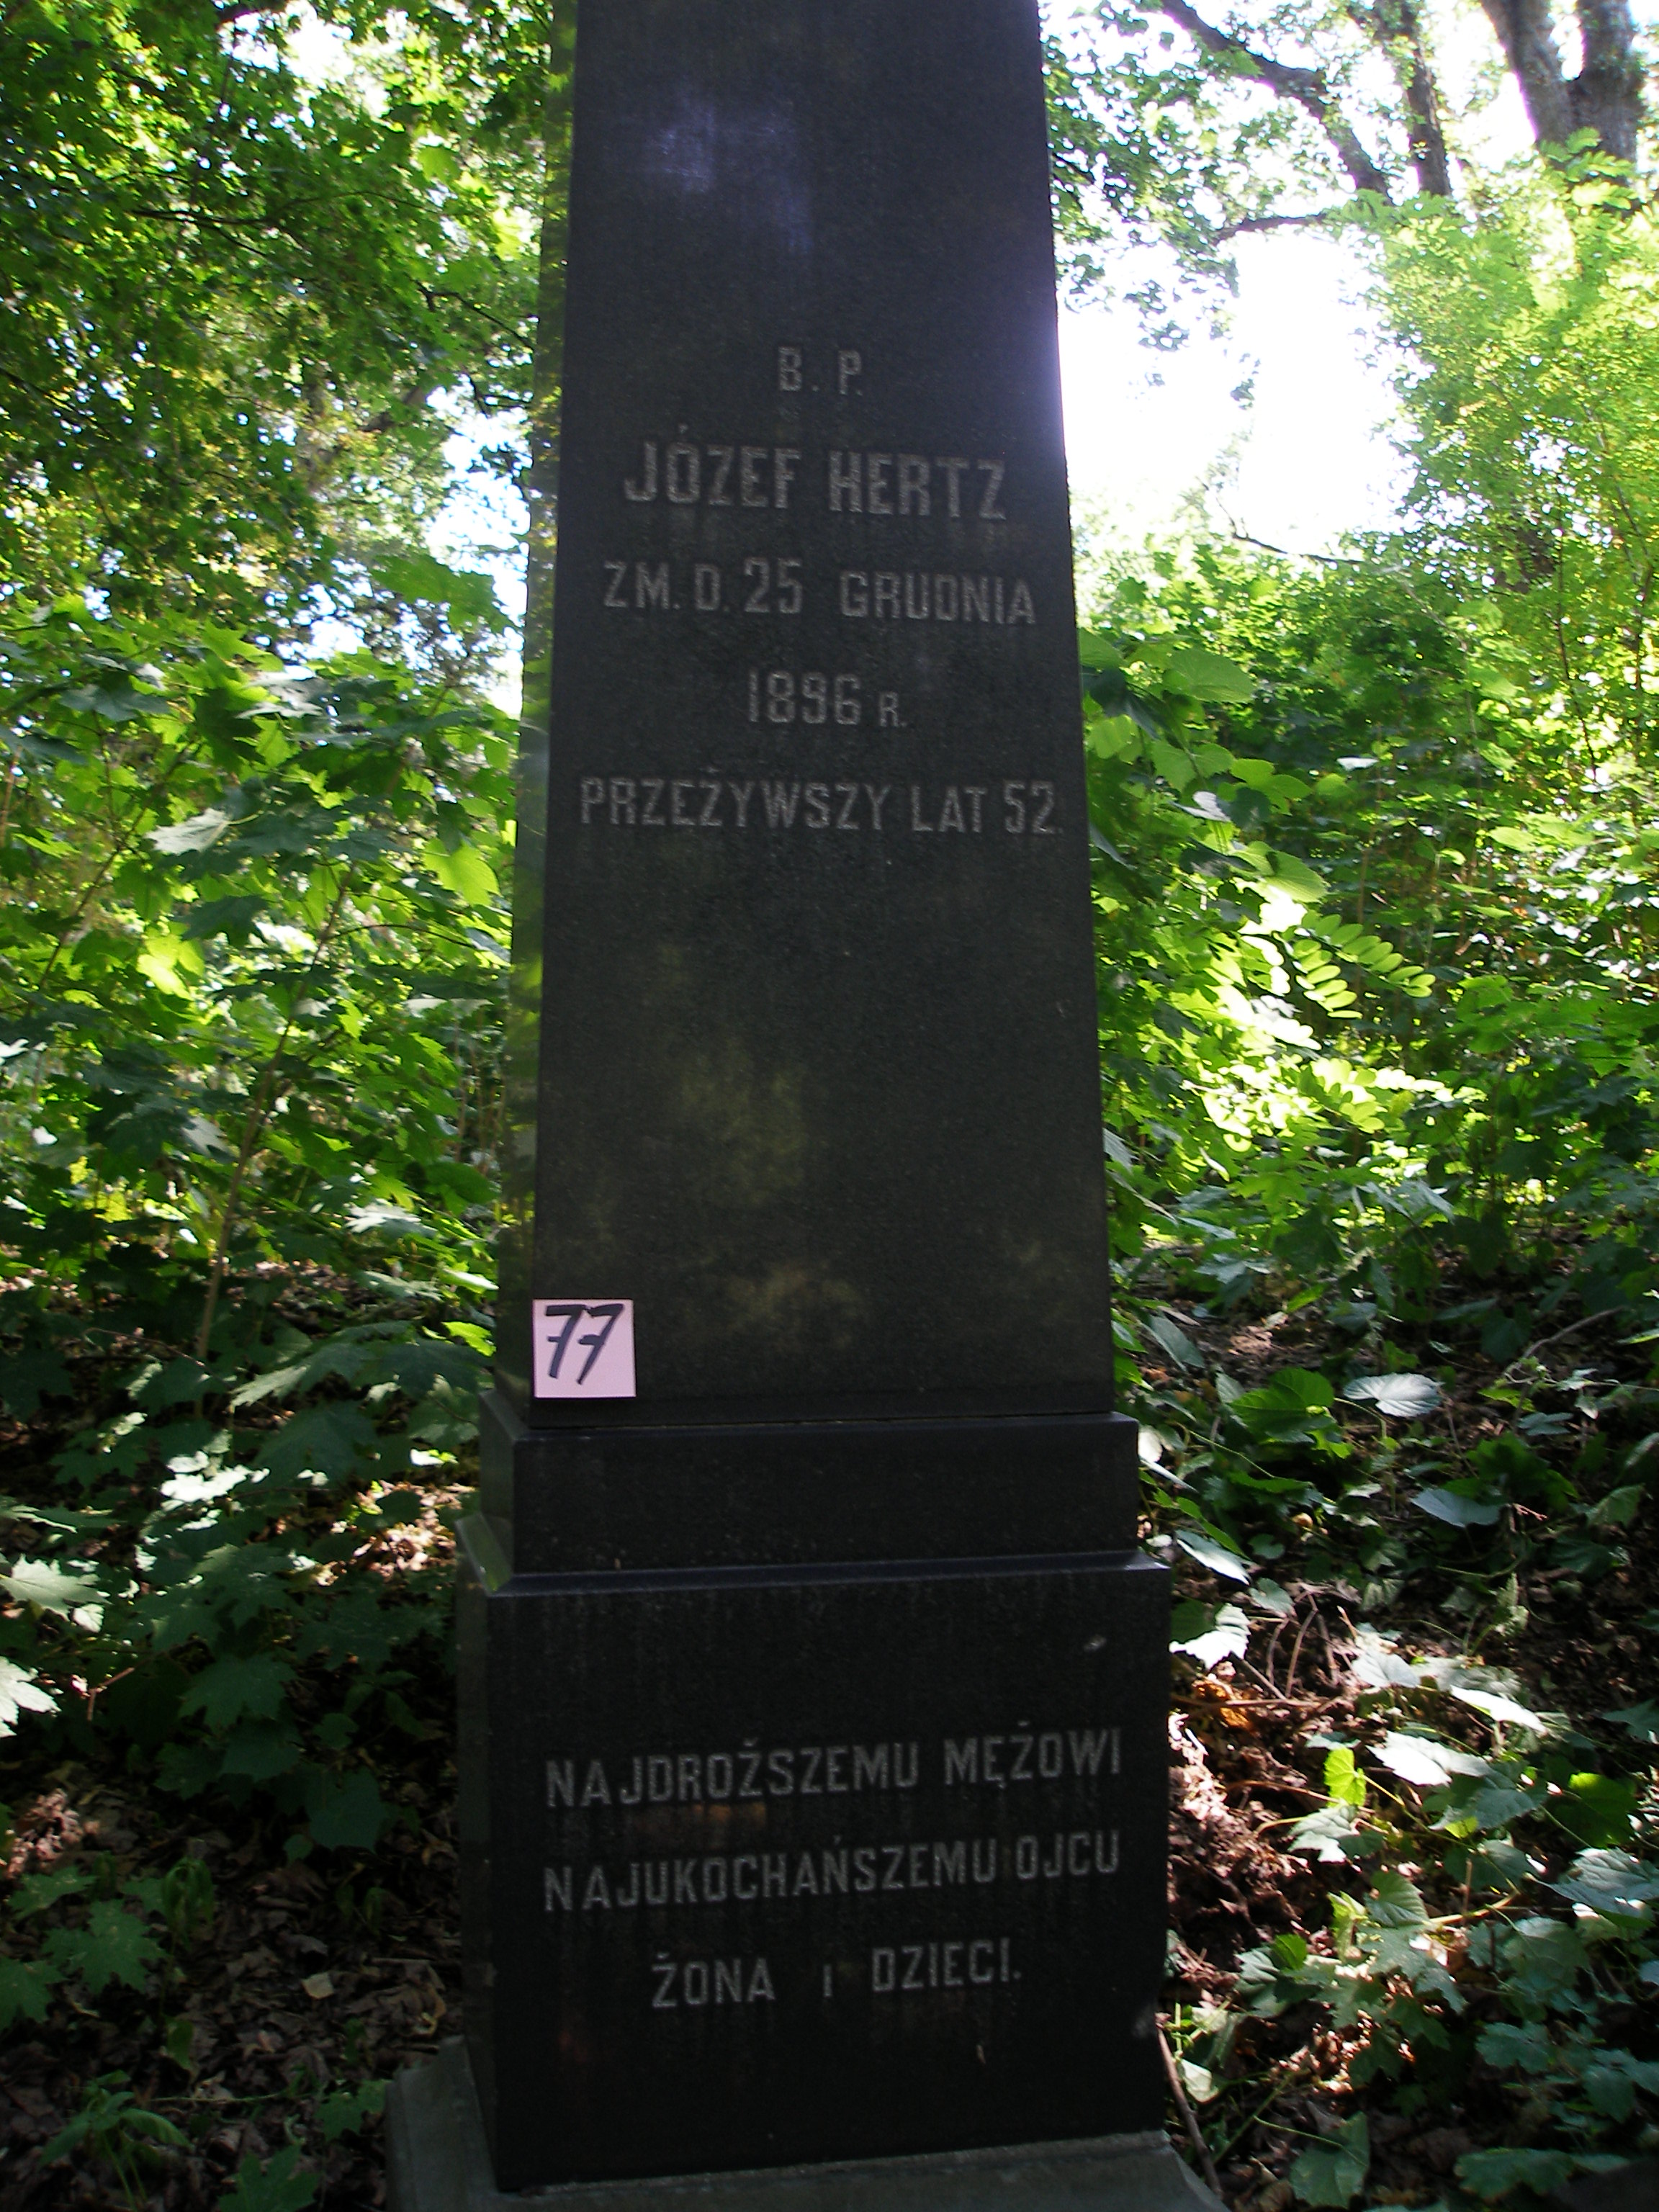 B. P.
JÓZEF HERTZ
ZM. D. 25 GRUDNIA
1896 R.
PRZEŻYWSZY LAT 52.
77
NAJDROŻSZEMU MĘŻOWI
NAJUKOCHAŃSZEMU OJCU
ŻONA i DZIECI.